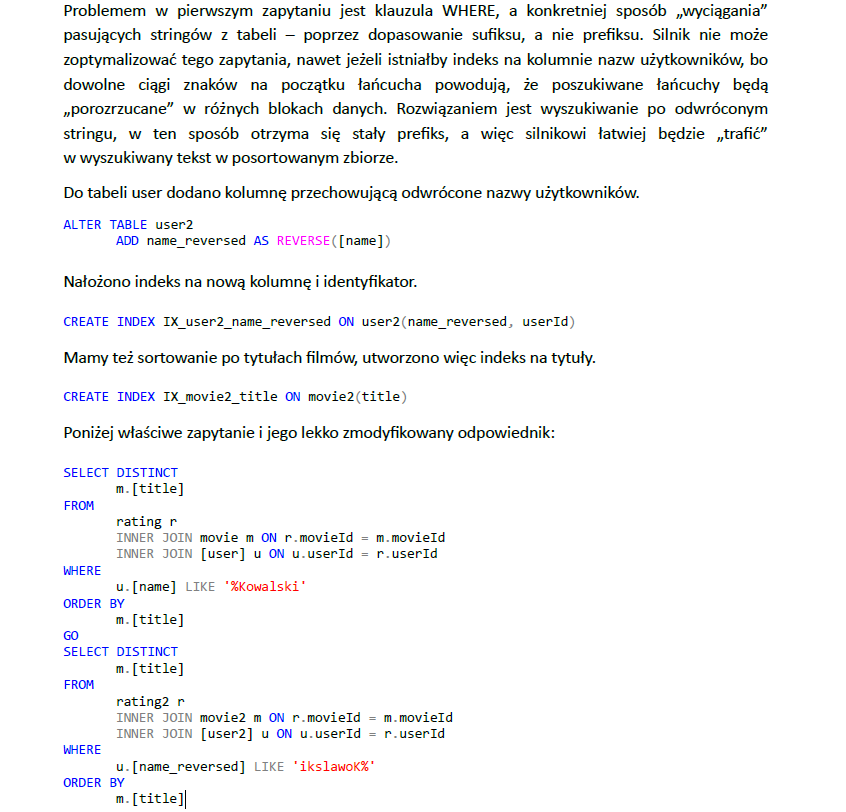 Problemem w pierwszym zapytaniu jest klauzula WHERE, a konkretniej sposób „wyciągania”
pasujących stringów z tabeli – poprzez dopasowanie sufiksu, a nie prefiksu. Silnik nie może
zoptymalizować tego zapytania, nawet jeżeli istniałby indeks na kolumnie nazw użytkowników, bo
dowolne ciągi znaków na początku łańcucha powodują, że poszukiwane łańcuchy będą
„porozrzucane” w różnych blokach danych. Rozwiązaniem jest wyszukiwanie po odwróconym
stringu, w ten sposób otrzyma się stały prefiks, a więc silnikowi łatwiej będzie „trafić”
w wyszukiwany tekst w posortowanym zbiorze.
Do tabeli user dodano kolumnę przechowującą odwrócone nazwy użytkowników.
ALTER TABLE user2
ADD name_reversed AS REVERSE([name])
Nałożono indeks na nową kolumnę i identyfikator.
CREATE INDEX IX_user2_name_reversed ON user2(name_reversed, userId)
Mamy też sortowanie po tytułach filmów, utworzono więc indeks na tytuły.
CREATE INDEX IX_movie2_title ON movie2(title)
Poniżej właściwe zapytanie i jego lekko zmodyfikowany odpowiednik:
SELECT DISTINCT
m.[title]
FROM
rating r
INNER JOIN movie m ON r.movieId = m.movieId
INNER JOIN [user] u ON u.userId = r.userId
WHERE
u.[name] LIKE '%Kowalski'
ORDER BY
m.[title]
GO
SELECT DISTINCT
m.[title]
FROM
rating2 r
INNER JOIN movie2 m ON r.movieId = m.movieId
INNER JOIN [user2] u ON u.userId = r.userId
WHERE
u.[name_reversed] LIKE 'ikslawoK%'
ORDER BY
m.[title]